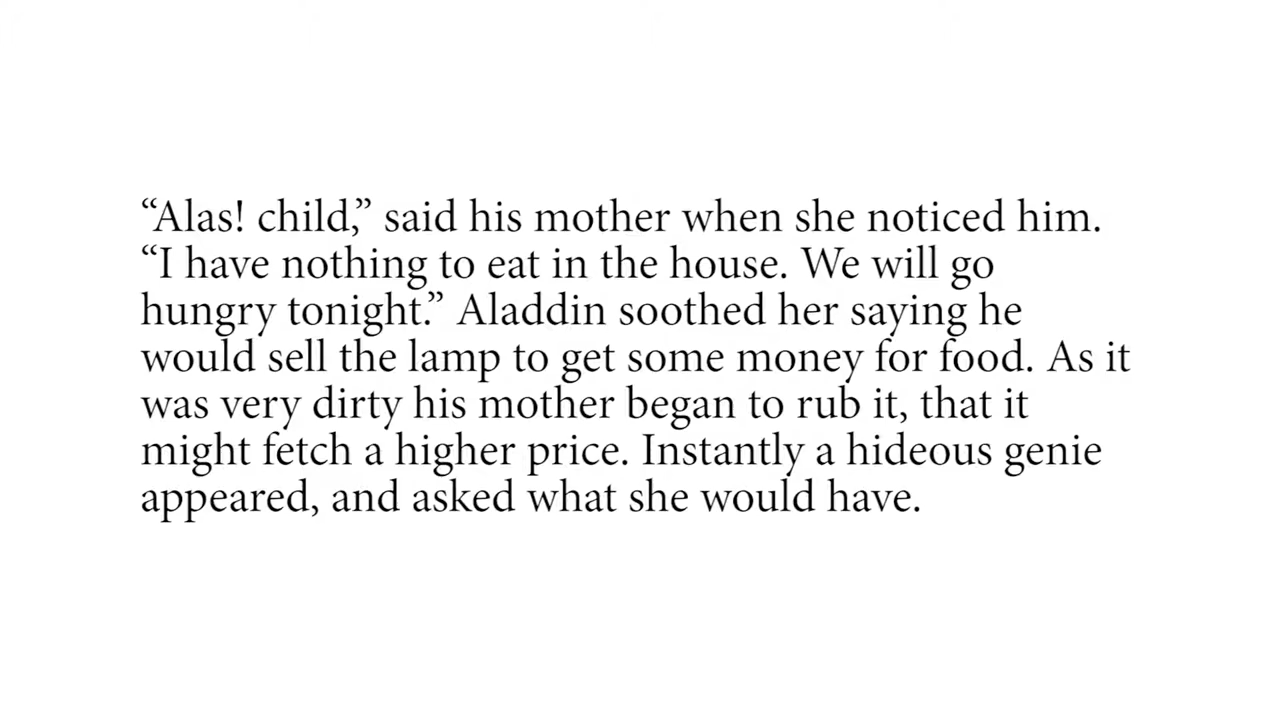 “Alas! child,” said his mother when she noticed him.
“I have nothing to eat in the house. We will go
hungry tonight.” Aladdin soothed her saying he
would sell the lamp to get some money for food. As it
was very dirty his mother began to rub it, that it
might fetch a higher price. Instantly a hideous genie
appeared, and asked what she would have.